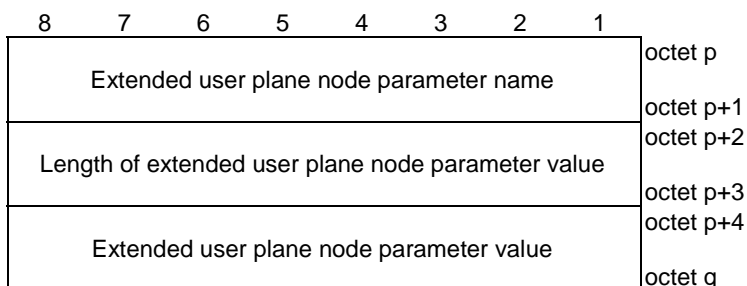 8 7 6 5 4 3 2 1
octet p
Extended user plane node parameter name
octet p+1
octet p+2
Length of extended user plane node parameter value
octet p+3
octet p+4
Extended user plane node parameter value
octet q